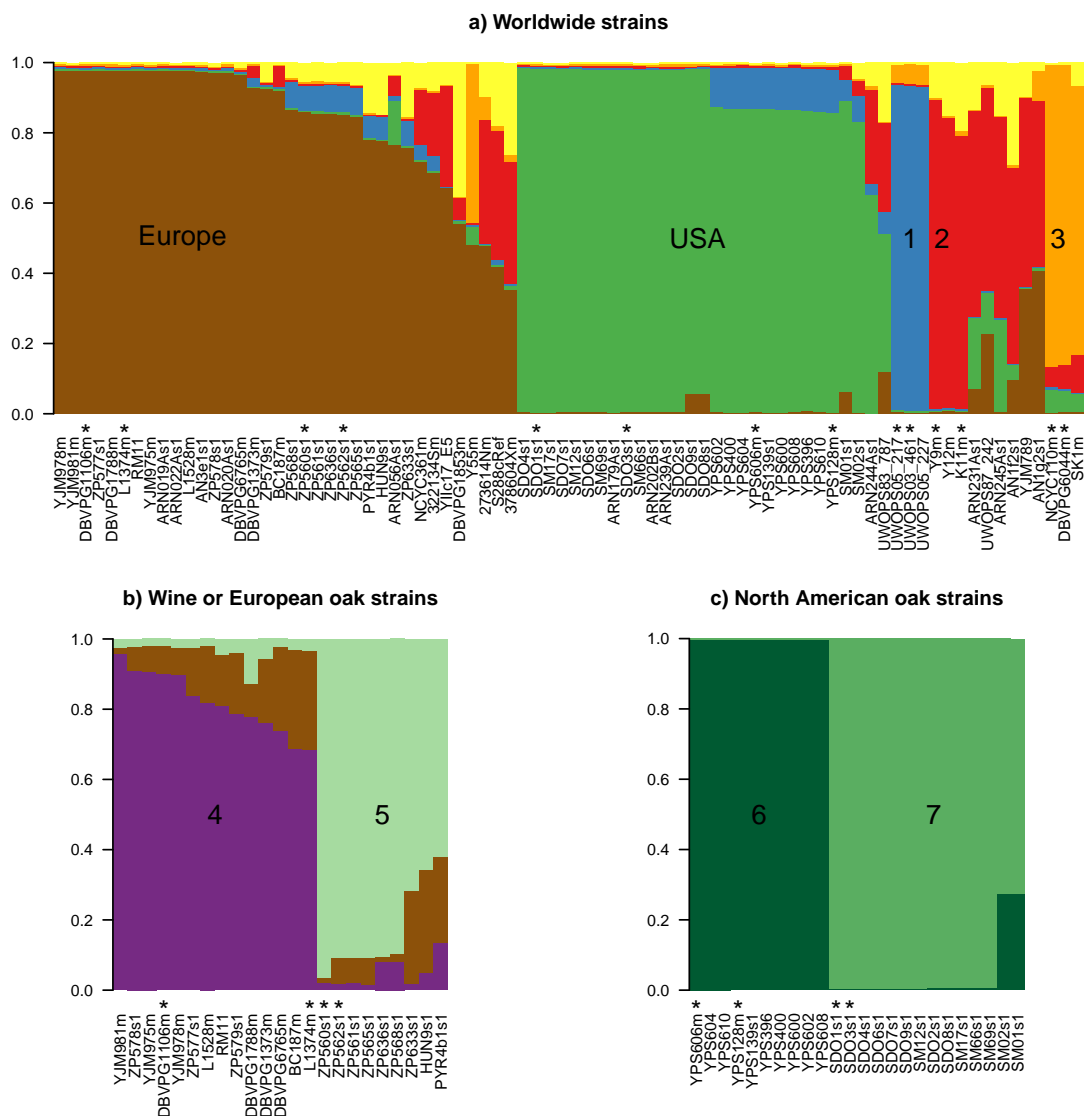 a) Worldwide strains
1.0
0.8
0.6
0.4
0.2
0.0
Europe
USA
1
2
3
YJM978m
YJM981m
DBVPG1106m *
ZP577s1
DBVPG1788m
L1374m *
RM11
YJM975m
ARN019As1
ARN022As1
L1528m
AN3e1s1
ZP578s1
ARN020As1
DBVPG6765m
DBVPG1373m
ZP579s1
BC187m
ZP568s1
ZP560s1 *
ZP561s1
ZP636s1
ZP562s1 *
ZP565s1
PYR4b1s1
HUN9s1
ARN056As1
ZP633s1
NCYC361m
322134Sm
YIIc17_E5
DBVPG1853m
Y55m
273614Nm
S288cRef
378604Xm
SDO4s1
SDO1s1 *
SM17s1
SDO7s1
SM12s1
SDO6s1
SM69s1
ARN179As1
SDO3s1 *
SM66s1
ARN202Bs1
ARN239As1
SDO2s1
SDO9s1
SDO8s1
YPS602
YPS400
YPS604
YPS606m *
YPS139s1
YPS600
YPS396
YPS608
YPS610
YPS128m *
SM01s1
SM02s1
ARN244As1
UWOPS83_787
UWOPS05_217 *
UWOPS03_461 *
UWOPS05_227
Y9m *
Y12m
K11m *
ARN231As1
UWOPS87_242
ARN245As1
YJM789
NCYC110m *
DBVPG6044m *
SK1m
b) Wine or European oak strains
1.0
0.8
0.6
0.4
0.2
0.0
4
5
YJM981m
ZP578s1
YJM975m
DBVPG1106m *
YJM978m
ZP577s1
L1528m
RM11
ZP579s1
DBVPG1788m
DBVPG1373m
DBVPG6765m
BC187m
L1374m *
ZP560s1 *
ZP562s1 *
ZP561s1
ZP565s1
ZP636s1
ZP568s1
ZP633s1
HUN9s1
PYR4b1s1
c) North American oak strains
1.0
0.8
0.6
0.4
0.2
0.0
6
7
YPS606m *
YPS604
YPS610
YPS128m *
YPS139s1
YPS396
YPS400
YPS600
YPS602
YPS608
SDO1s1 *
SDO3s1 *
SDO4s1
SDO6s1
SDO7s1
SDO9s1
SM12s1
SDO2s1
SDO8s1
SM17s1
SM66s1
SM69s1
SM02s1
SM01s1